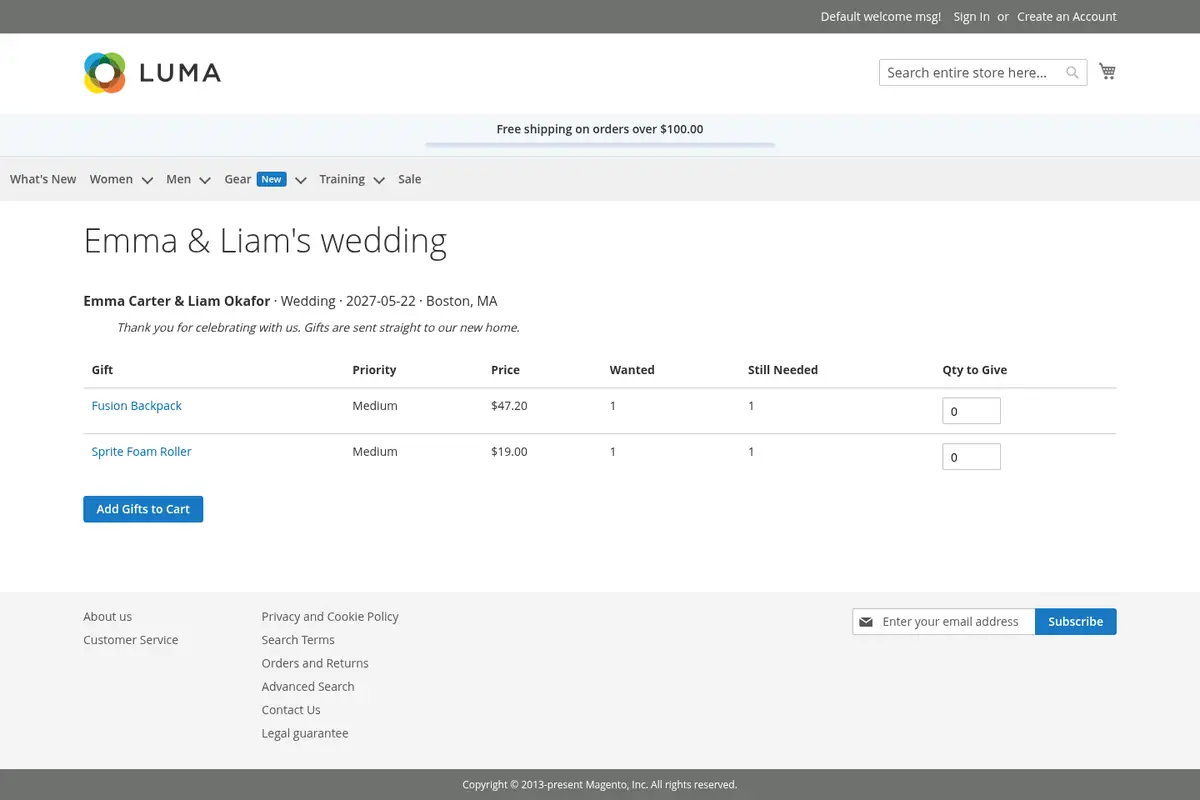 Default welcome msg! Sign In or Create an Account
LUMA
Search entire store here...
Free shipping on orders over $100.00
What's New Women Men Gear New Training Sale
Emma & Liam's wedding
Emma Carter & Liam Okafor · Wedding · 2027-05-22 · Boston, MA
Thank you for celebrating with us. Gifts are sent straight to our new home.
Gift Priority Price Wanted Still Needed Qty to Give
Fusion Backpack Medium $47.20 1 1 0
Sprite Foam Roller Medium $19.00 1 1 0
Add Gifts to Cart
About us
Customer Service
Privacy and Cookie Policy
Search Terms
Orders and Returns
Advanced Search
Contact Us
Legal guarantee
Enter your email address Subscribe
Copyright © 2013-present Magento, Inc. All rights reserved.